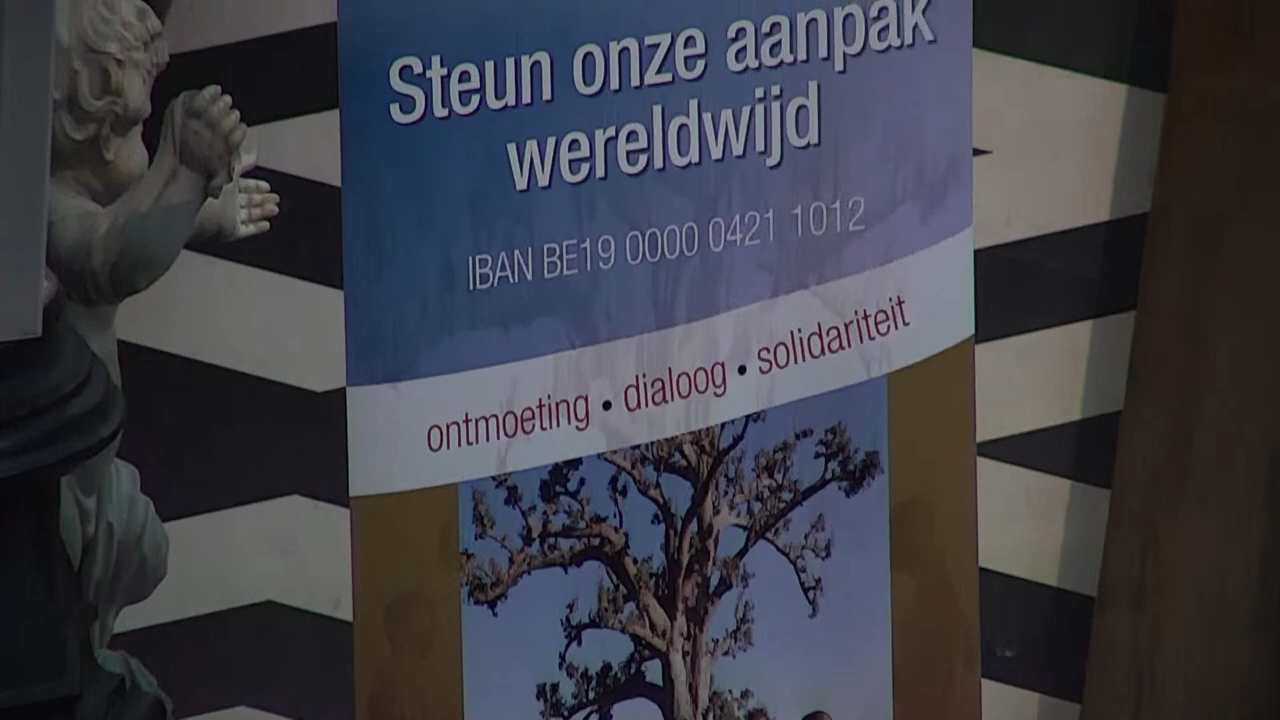 Steun onze aanpak
wereldwijd
IBAN BE19 0000 0421 1012
ontmoeting • dialoog • solidariteit